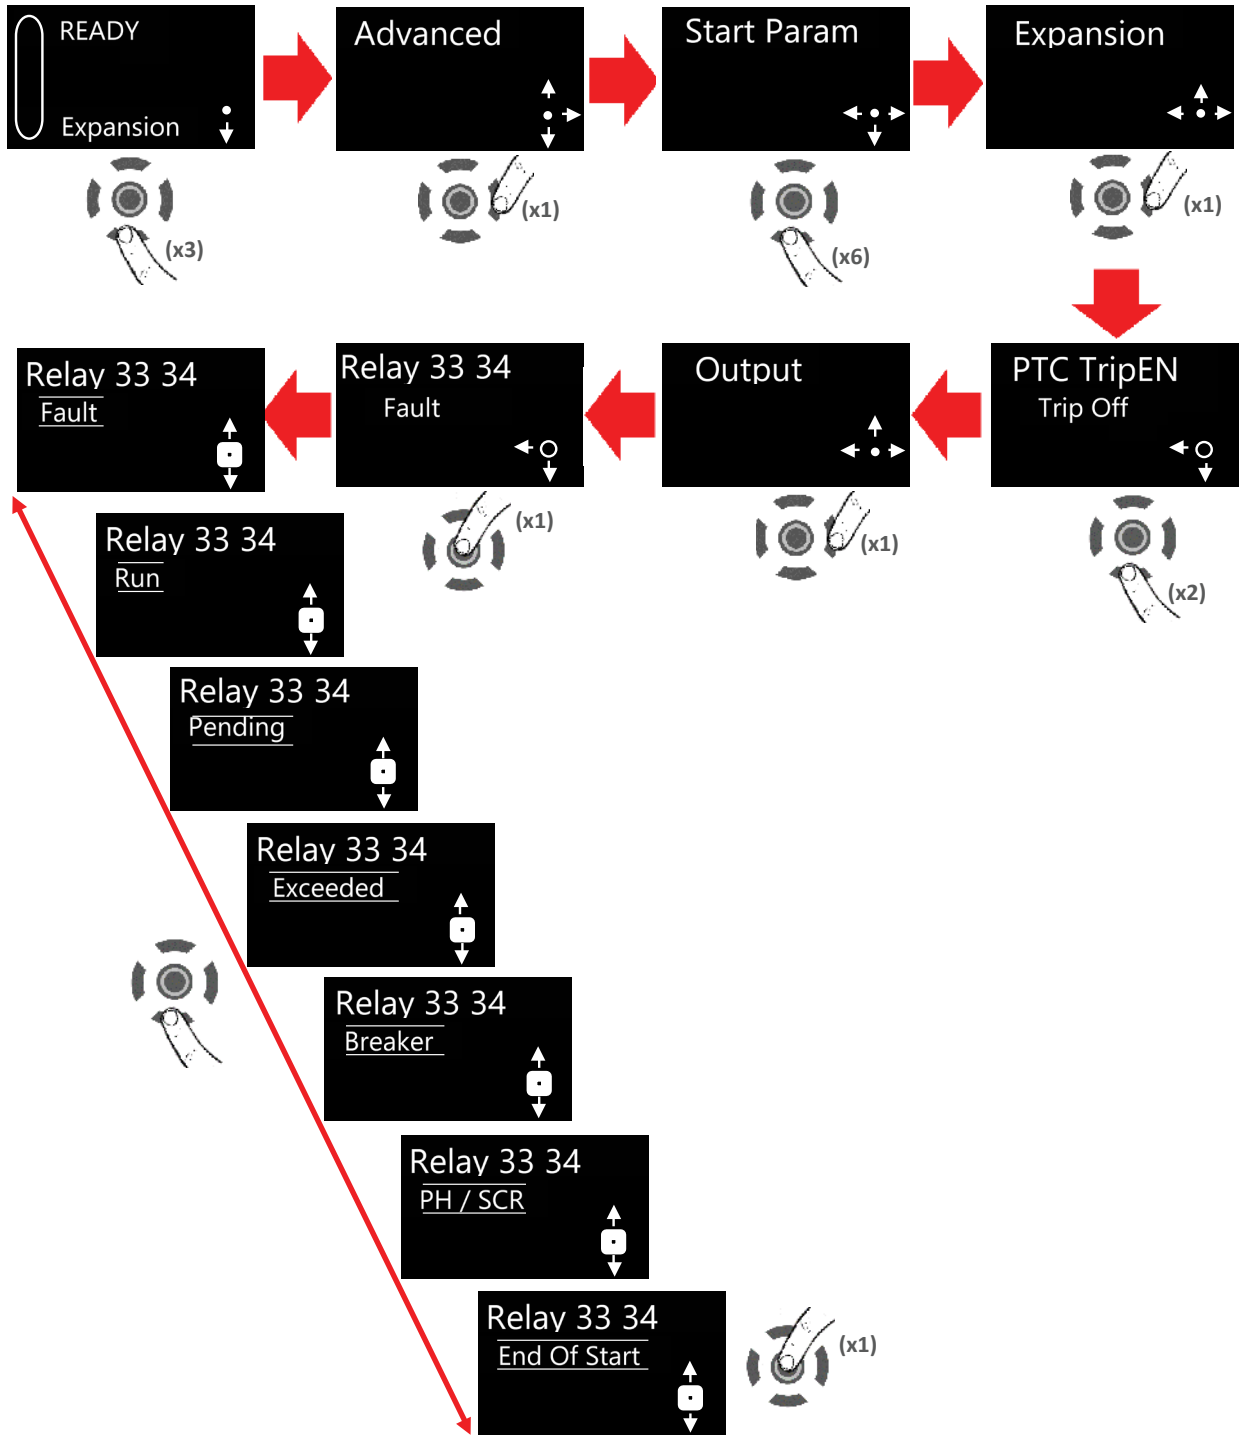 READY
Expansion
(x3)
Advanced
(x1)
Start Param
(x6)
Expansion
(x1)
PTC TripEN
Trip Off
(x2)
Output
(x1)
Relay 33 34
Fault
(x1)
Relay 33 34
Fault
Relay 33 34
Run
Relay 33 34
Pending
Relay 33 34
Exceeded
Relay 33 34
Breaker
Relay 33 34
PH / SCR
Relay 33 34
End Of Start
(x1)